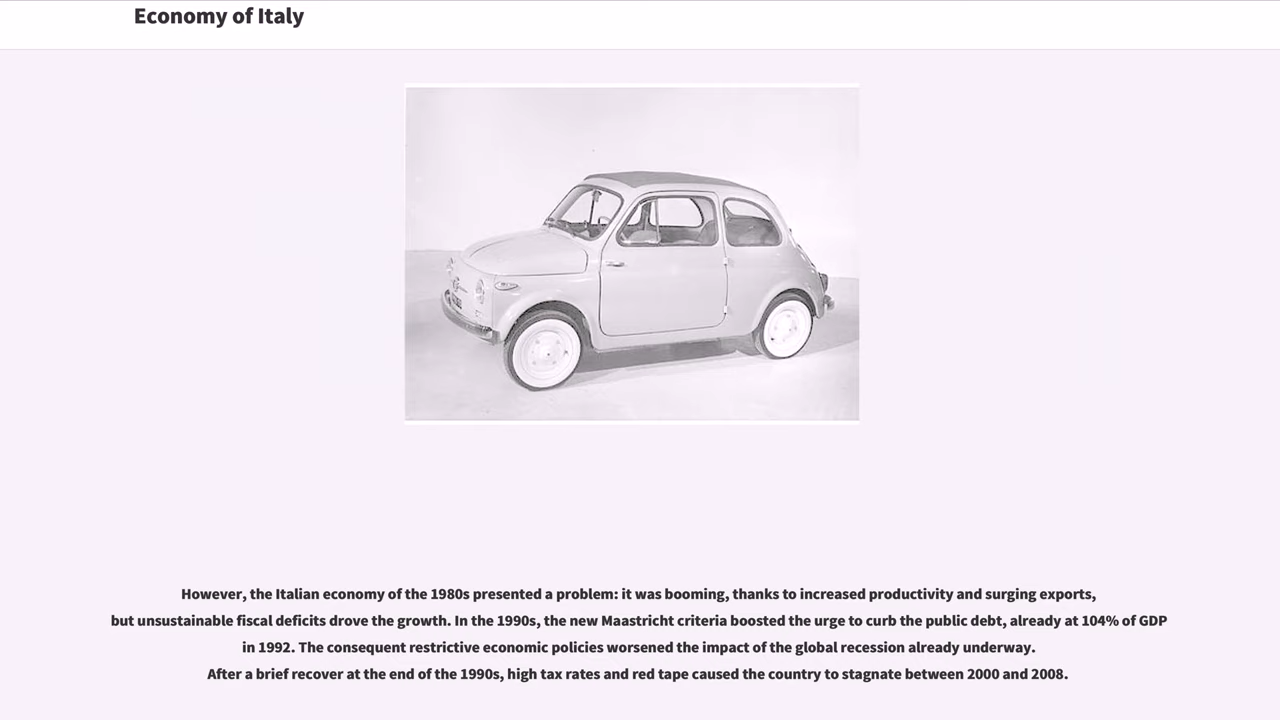 Economy of Italy
However, the Italian economy of the 1980s presented a problem: it was booming, thanks to increased productivity and surging exports,
but unsustainable fiscal deficits drove the growth. In the 1990s, the new Maastricht criteria boosted the urge to curb the public debt, already at 104% of GDP
in 1992. The consequent restrictive economic policies worsened the impact of the global recession already underway.
After a brief recover at the end of the 1990s, high tax rates and red tape caused the country to stagnate between 2000 and 2008.